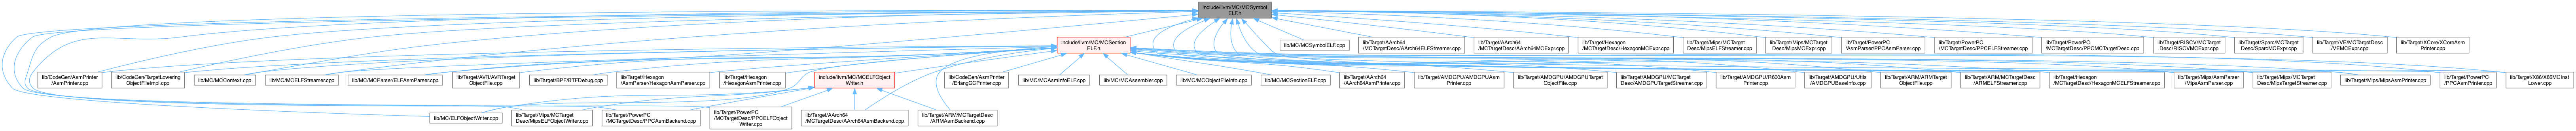 include/llvm/MC/MCSymbol
ELF.h
include/llvm/MC/MCSection
ELF.h
lib/MC/MCSymbolELF.cpp
lib/Target/AArch64
/MCTargetDesc/AArch64ELFStreamer.cpp
lib/Target/AArch64
/MCTargetDesc/AArch64MCExpr.cpp
lib/Target/Hexagon
/MCTargetDesc/HexagonMCExpr.cpp
lib/Target/Mips/MCTarget
Desc/MipsELFStreamer.cpp
lib/Target/Mips/MCTarget
Desc/MipsMCExpr.cpp
lib/Target/PowerPC
/AsmParser/PPCAsmParser.cpp
lib/Target/PowerPC
/MCTargetDesc/PPCELFStreamer.cpp
lib/Target/PowerPC
/MCTargetDesc/PPCMCTargetDesc.cpp
lib/Target/RISCV/MCTarget
Desc/RISCVMCExpr.cpp
lib/Target/Sparc/MCTarget
Desc/SparcMCExpr.cpp
lib/Target/VE/MCTargetDesc
/VEMCExpr.cpp
lib/Target/XCore/XCoreAsm
Printer.cpp
lib/CodeGen/AsmPrinter
/AsmPrinter.cpp
lib/CodeGen/TargetLowering
ObjectFileImpl.cpp
lib/MC/MCContext.cpp
lib/MC/MCELFStreamer.cpp
lib/MC/MCParser/ELFAsmParser.cpp
lib/Target/AVR/AVRTarget
ObjectFile.cpp
lib/Target/BPF/BTFDebug.cpp
lib/Target/Hexagon
/AsmParser/HexagonAsmParser.cpp
lib/Target/Hexagon
/HexagonAsmPrinter.cpp
include/llvm/MC/MCELFObject
Writer.h
lib/CodeGen/AsmPrinter
/ErlangGCPrinter.cpp
lib/MC/MCAsmInfoELF.cpp
lib/MC/MCAssembler.cpp
lib/MC/MCObjectFileInfo.cpp
lib/MC/MCSectionELF.cpp
lib/Target/AArch64
/AArch64AsmPrinter.cpp
lib/Target/AMDGPU/AMDGPUAsm
Printer.cpp
lib/Target/AMDGPU/AMDGPUTarget
ObjectFile.cpp
lib/Target/AMDGPU/MCTarget
Desc/AMDGPUTargetStreamer.cpp
lib/Target/AMDGPU/R600Asm
Printer.cpp
lib/Target/AMDGPU/Utils
/AMDGPUBaseInfo.cpp
lib/Target/ARM/ARMTarget
ObjectFile.cpp
lib/Target/ARM/MCTargetDesc
/ARMELFStreamer.cpp
lib/Target/Hexagon
/MCTargetDesc/HexagonMCELFStreamer.cpp
lib/Target/Mips/AsmParser
/MipsAsmParser.cpp
lib/Target/Mips/MCTarget
Desc/MipsTargetStreamer.cpp
lib/Target/Mips/MipsAsmPrinter.cpp
lib/Target/PowerPC
/PPCAsmPrinter.cpp
lib/Target/X86/X86MCInst
Lower.cpp
lib/MC/ELFObjectWriter.cpp
lib/Target/Mips/MCTarget
Desc/MipsELFObjectWriter.cpp
lib/Target/PowerPC
/MCTargetDesc/PPCAsmBackend.cpp
lib/Target/PowerPC
/MCTargetDesc/PPCELFObject
Writer.cpp
lib/Target/AArch64
/MCTargetDesc/AArch64AsmBackend.cpp
lib/Target/ARM/MCTargetDesc
/ARMAsmBackend.cpp